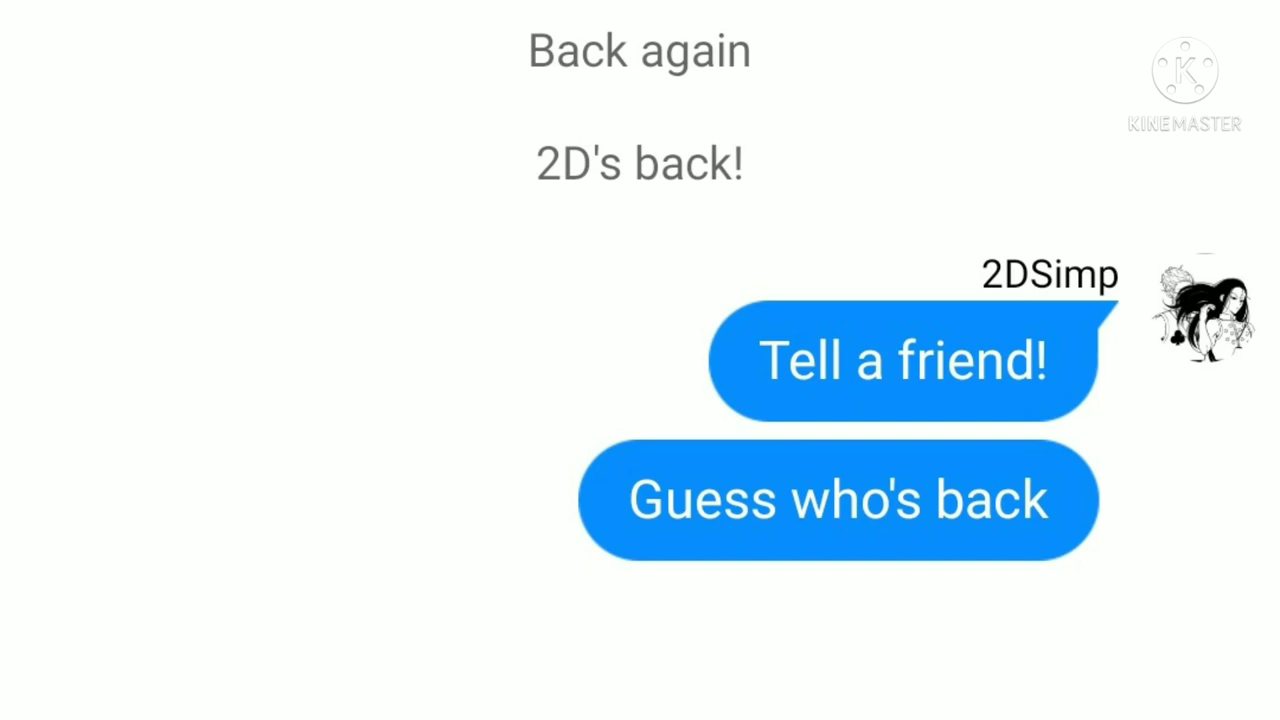 Back again
KINEMASTER
2D's back!
2DSimp
Tell a friend!
Guess who's back